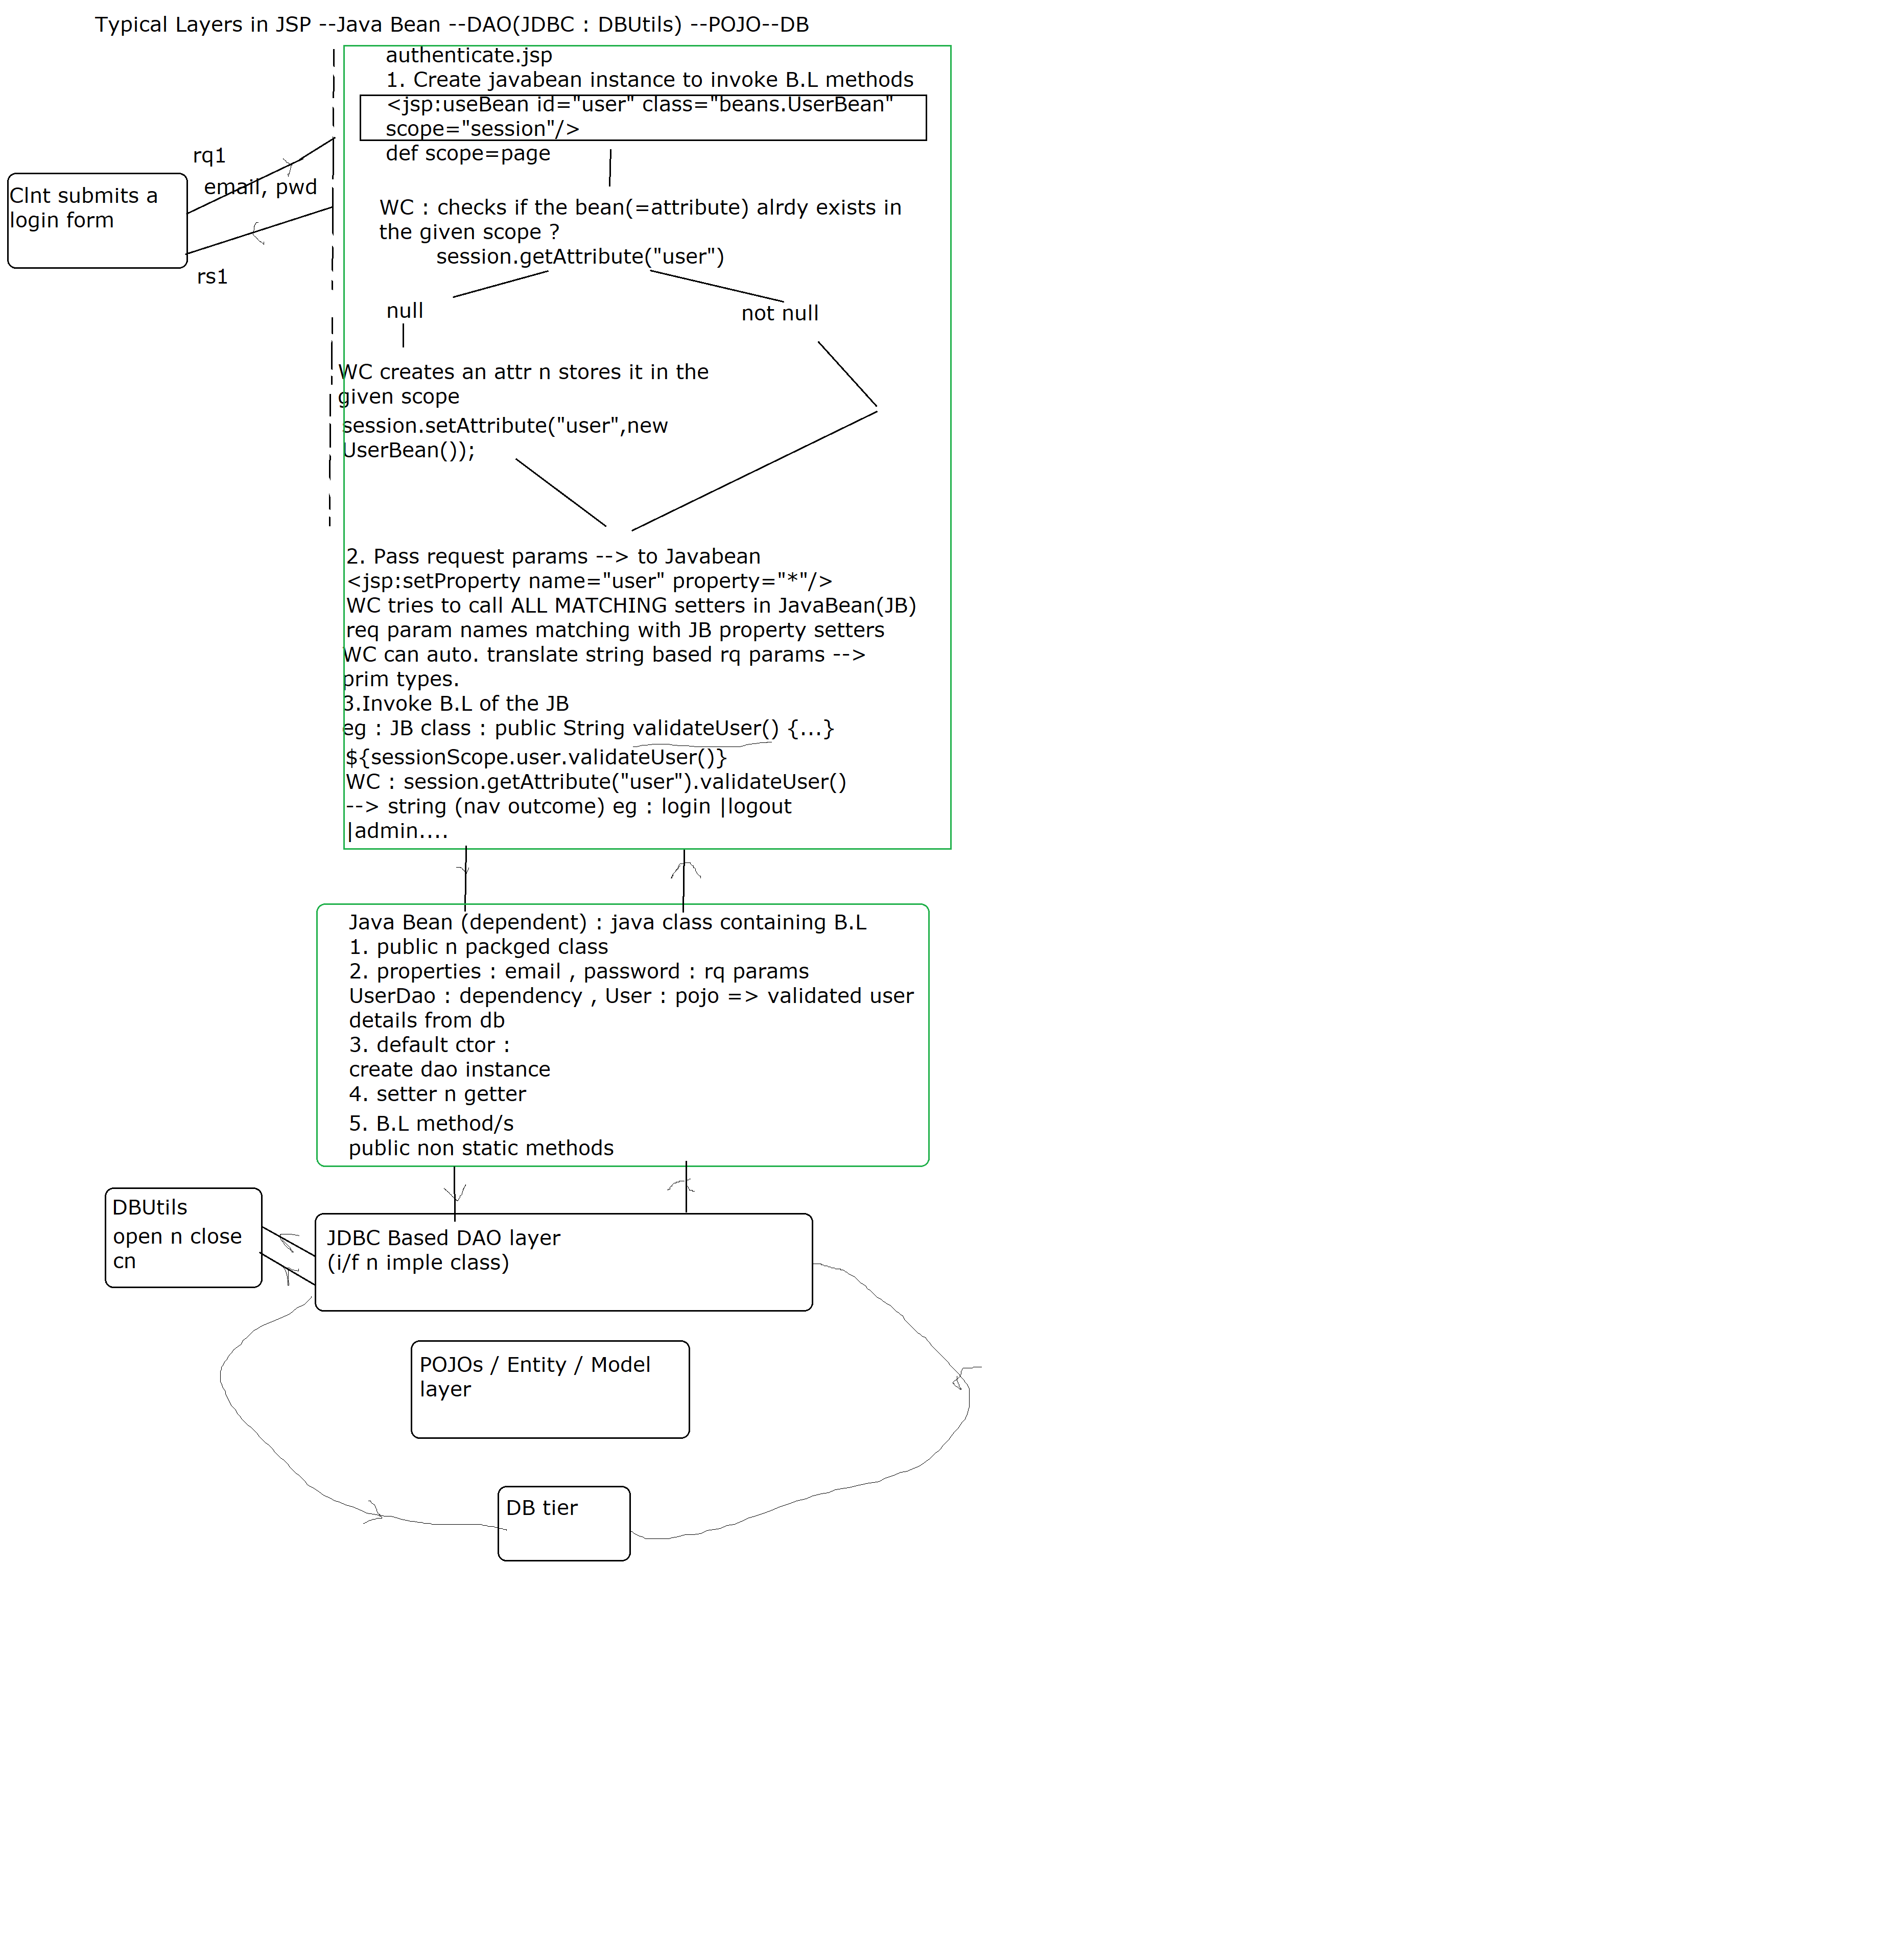 Typical Layers in JSP --Java Bean --DAO(JDBC : DBUtils) --POJO--DB
authenticate.jsp
1. Create javabean instance to invoke B.L methods
<jsp:useBean id="user" class="beans.UserBean"
scope="session"/>
def scope=page
rq1
email, pwd
Clnt submits a
login form
rs1
WC : checks if the bean(=attribute) alrdy exists in
the given scope ?
session.getAttribute("user")
null
not null
WC creates an attr n stores it in the
given scope
session.setAttribute("user",new
UserBean());
2. Pass request params --> to Javabean
<jsp:setProperty name="user" property="*"/>
WC tries to call ALL MATCHING setters in JavaBean(JB)
req param names matching with JB property setters
WC can auto. translate string based rq params -->
prim types.
3.Invoke B.L of the JB
eg : JB class : public String validateUser() {...}
${sessionScope.user.validateUser()}
WC : session.getAttribute("user").validateUser()
--> string (nav outcome) eg : login |logout
|admin....
Java Bean (dependent) : java class containing B.L
1. public n packged class
2. properties : email , password : rq params
UserDao : dependency , User : pojo => validated user
details from db
3. default ctor :
create dao instance
4. setter n getter
5. B.L method/s
public non static methods
DBUtils
open n close
cn
JDBC Based DAO layer
(i/f n imple class)
POJOs / Entity / Model
layer
DB tier